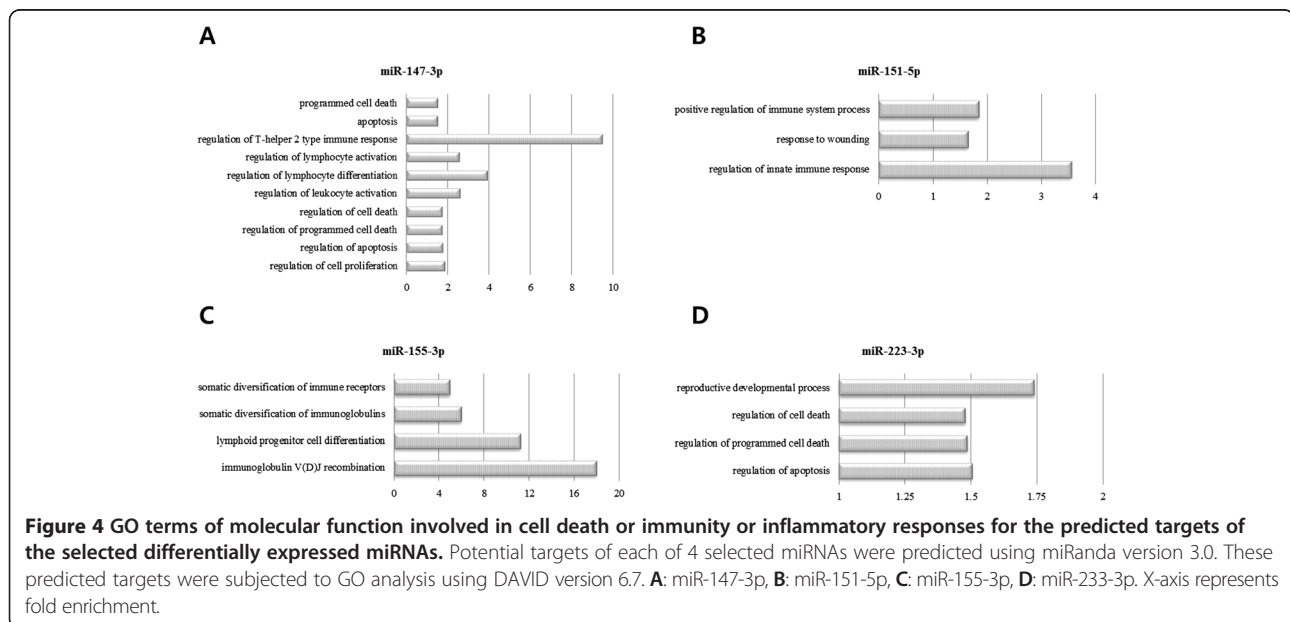 A
miR-147-3p
programmed cell death
apoptosis
regulation of T-helper 2 type immune response
regulation of lymphocyte activation
regulation of lymphocyte differentiation
regulation of leukocyte activation
regulation of cell death
regulation of programmed cell death
regulation of apoptosis
regulation of cell proliferation
0 2 4 6 8 10
B
miR-151-5p
positive regulation of immune system process
response to wounding
regulation of innate immune response
0 1 2 3 4
C
miR-155-3p
somatic diversification of immune receptors
somatic diversification of immunoglobulins
lymphoid progenitor cell differentiation
immunoglobulin V(D)J recombination
0 4 8 12 16 20
D
miR-223-3p
reproductive developmental process
regulation of cell death
regulation of programmed cell death
regulation of apoptosis
1 1.25 1.5 1.75 2
Figure 4 GO terms of molecular function involved in cell death or immunity or inflammatory responses for the predicted targets of
the selected differentially expressed miRNAs. Potential targets of each of 4 selected miRNAs were predicted using miRanda version 3.0. These
predicted targets were subjected to GO analysis using DAVID version 6.7. A: miR-147-3p, B: miR-151-5p, C: miR-155-3p, D: miR-233-3p. X-axis represents
fold enrichment.